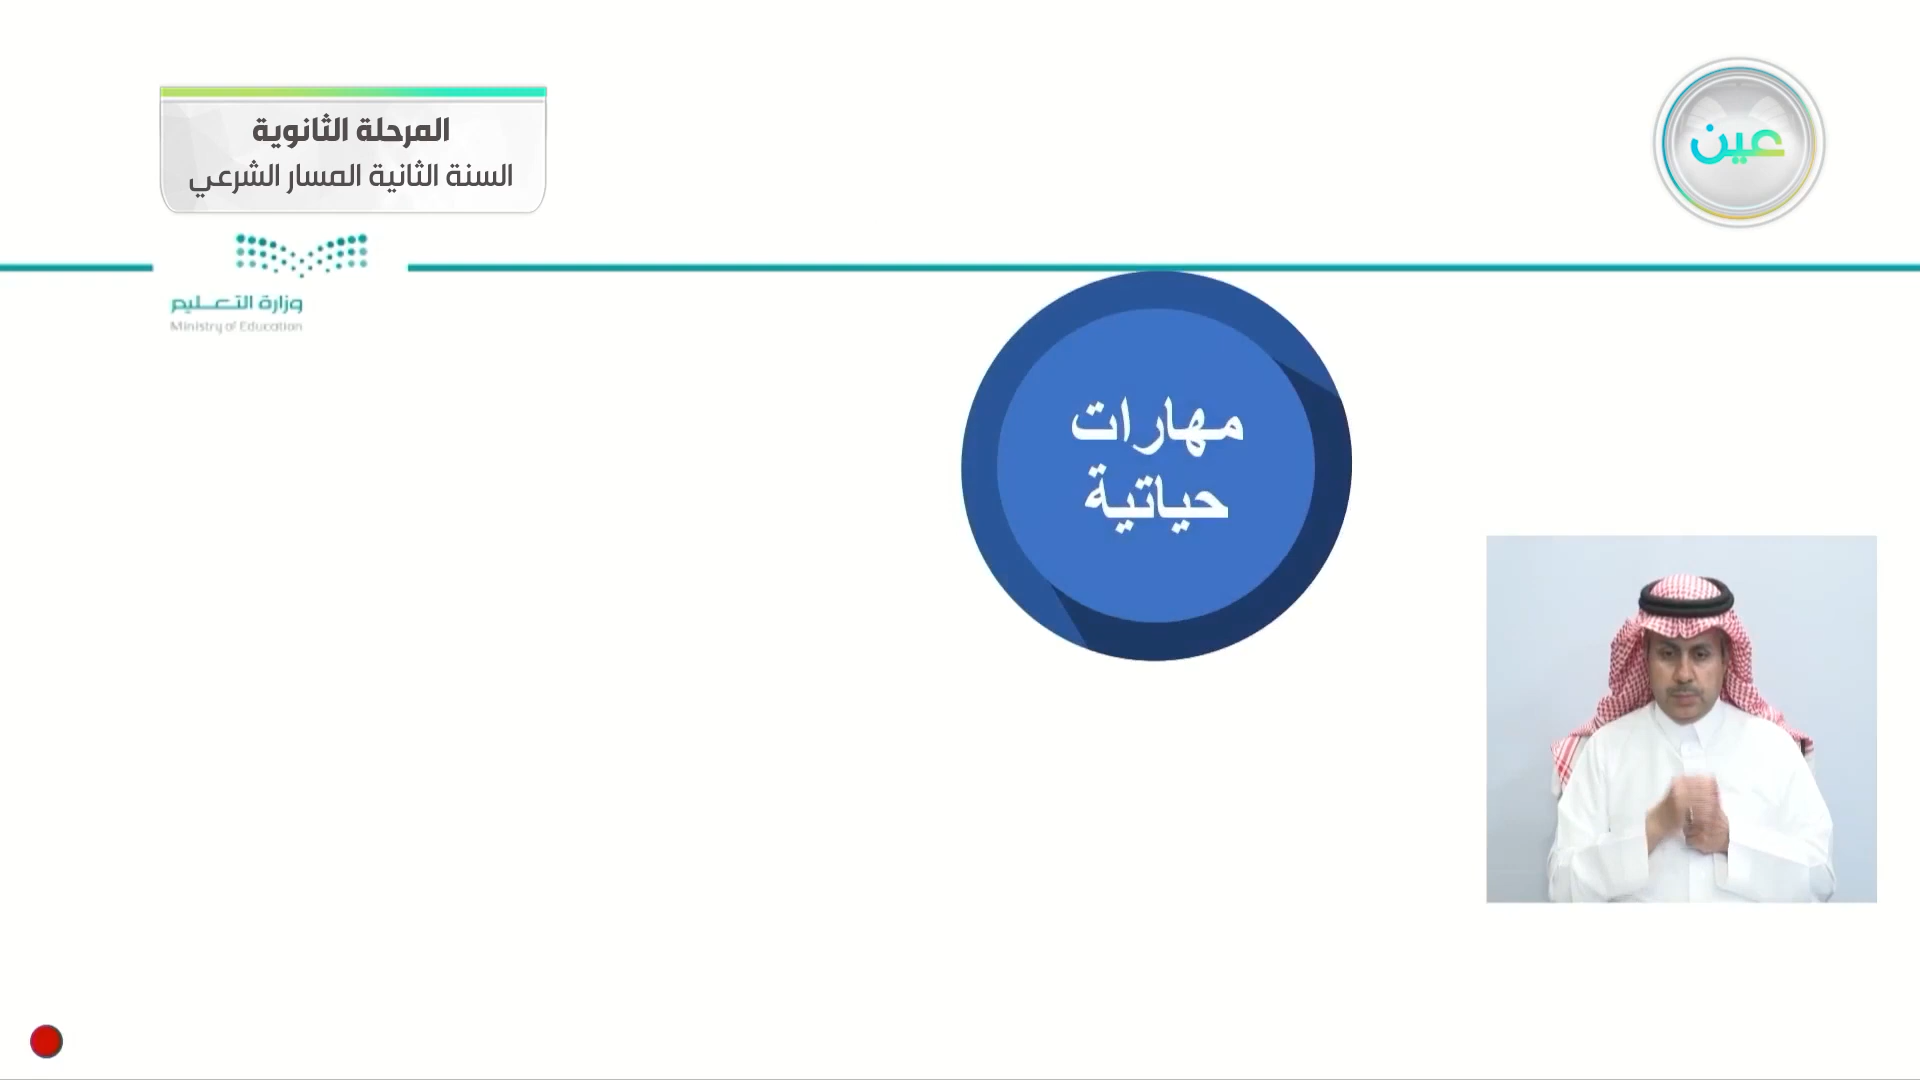 المرحلة الثانوية
السنة الثانية المسار الشرعي
عين
وزارة التعليم
Ministry of Education
مهارات
حياتية